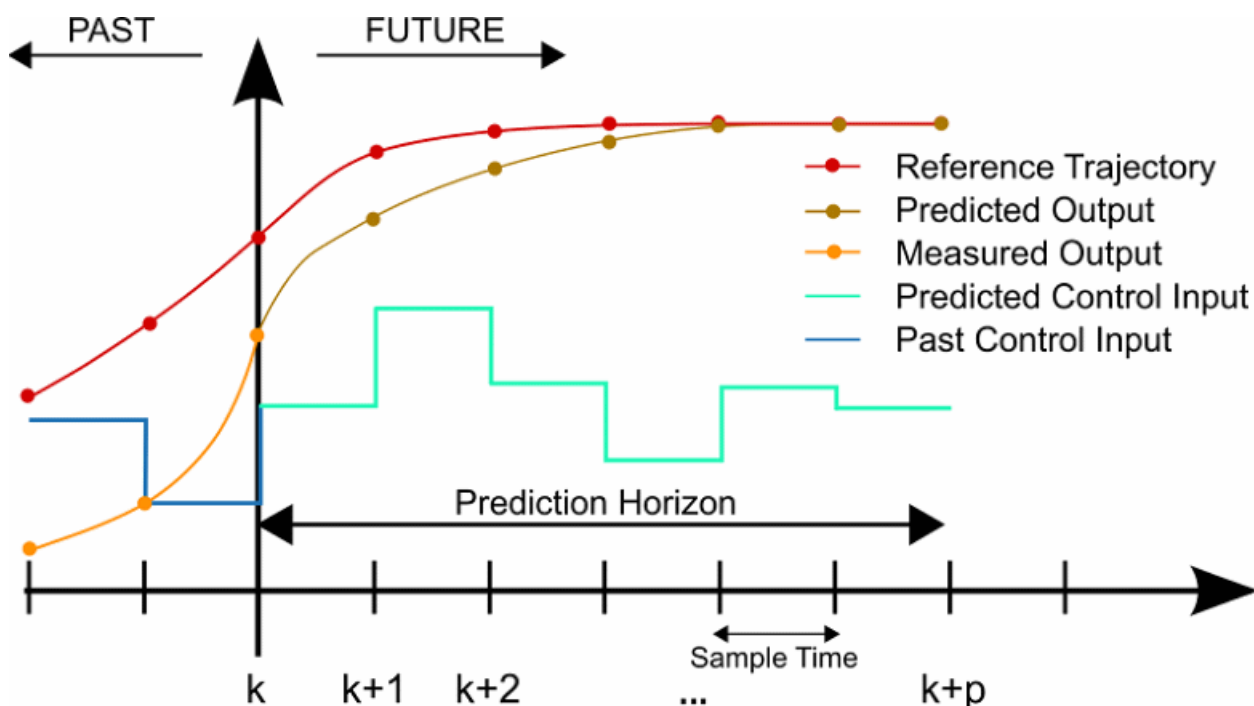 PAST
FUTURE
Reference Trajectory
Predicted Output
Measured Output
Predicted Control Input
Past Control Input
Prediction Horizon
Sample Time
k k+1 k+2 ... k+p